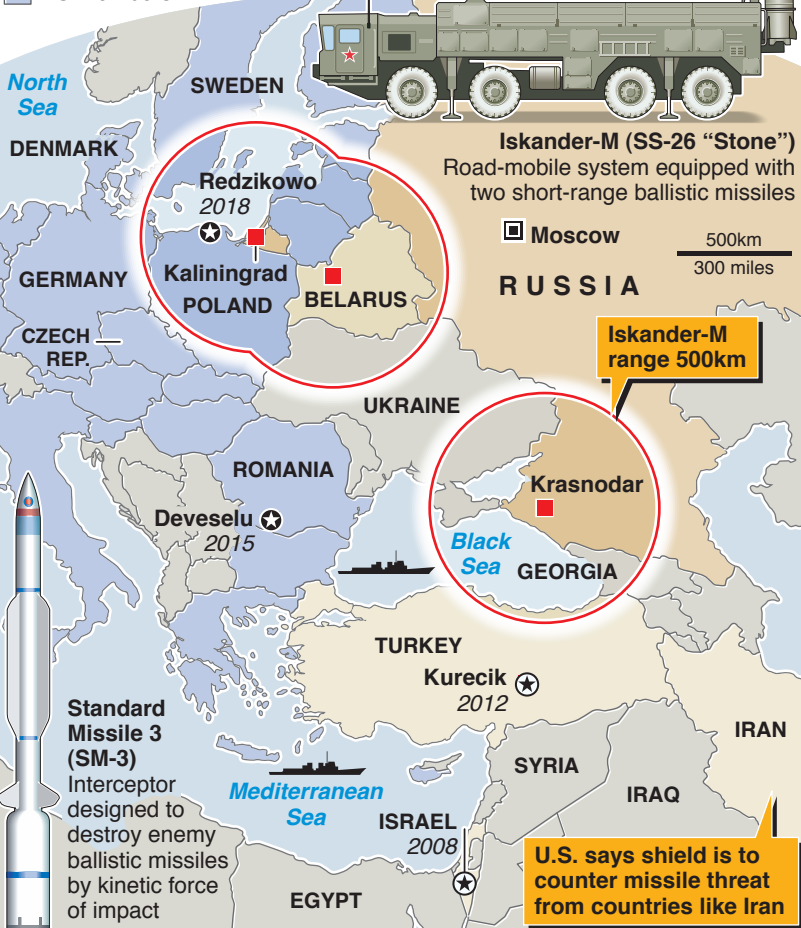 North
Sea
SWEDEN
DENMARK
Iskander-M (SS-26 “Stone”)
Road-mobile system equipped with
two short-range ballistic missiles
Redzikowo
2018
Moscow
500km
300 miles
RUSSIA
GERMANY
Kaliningrad
POLAND
BELARUS
CZECH
REP.
Iskander-M
range 500km
UKRAINE
ROMANIA
Krasnodar
Deveselu
2015
Black
Sea
GEORGIA
TURKEY
Kurecik
2012
Standard
Missile 3
(SM-3)
Interceptor
designed to
destroy enemy
ballistic missiles
by kinetic force
of impact
IRAN
SYRIA
IRAQ
Mediterranean
Sea
ISRAEL
2008
EGYPT
U.S. says shield is to
counter missile threat
from countries like Iran